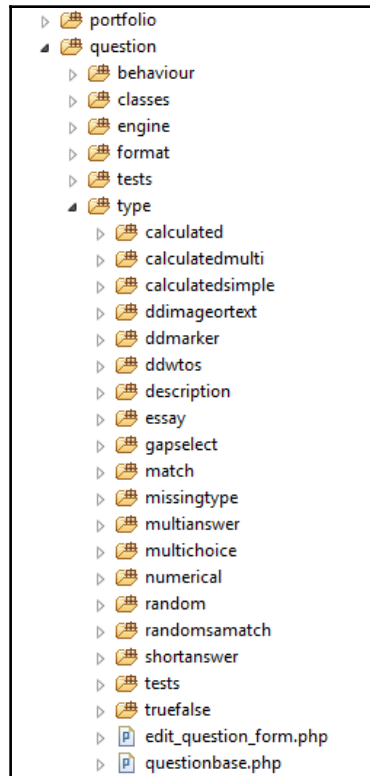 portfolio
question
behaviour
classes
engine
format
tests
type
calculated
calculatedmulti
calculatedsimple
ddimageortext
ddmarker
ddwtos
description
essay
gapselect
match
missingtype
multianswer
multichoice
numerical
random
randomsamatch
shortanswer
tests
truefalse
edit_question_form.php
questionbase.php